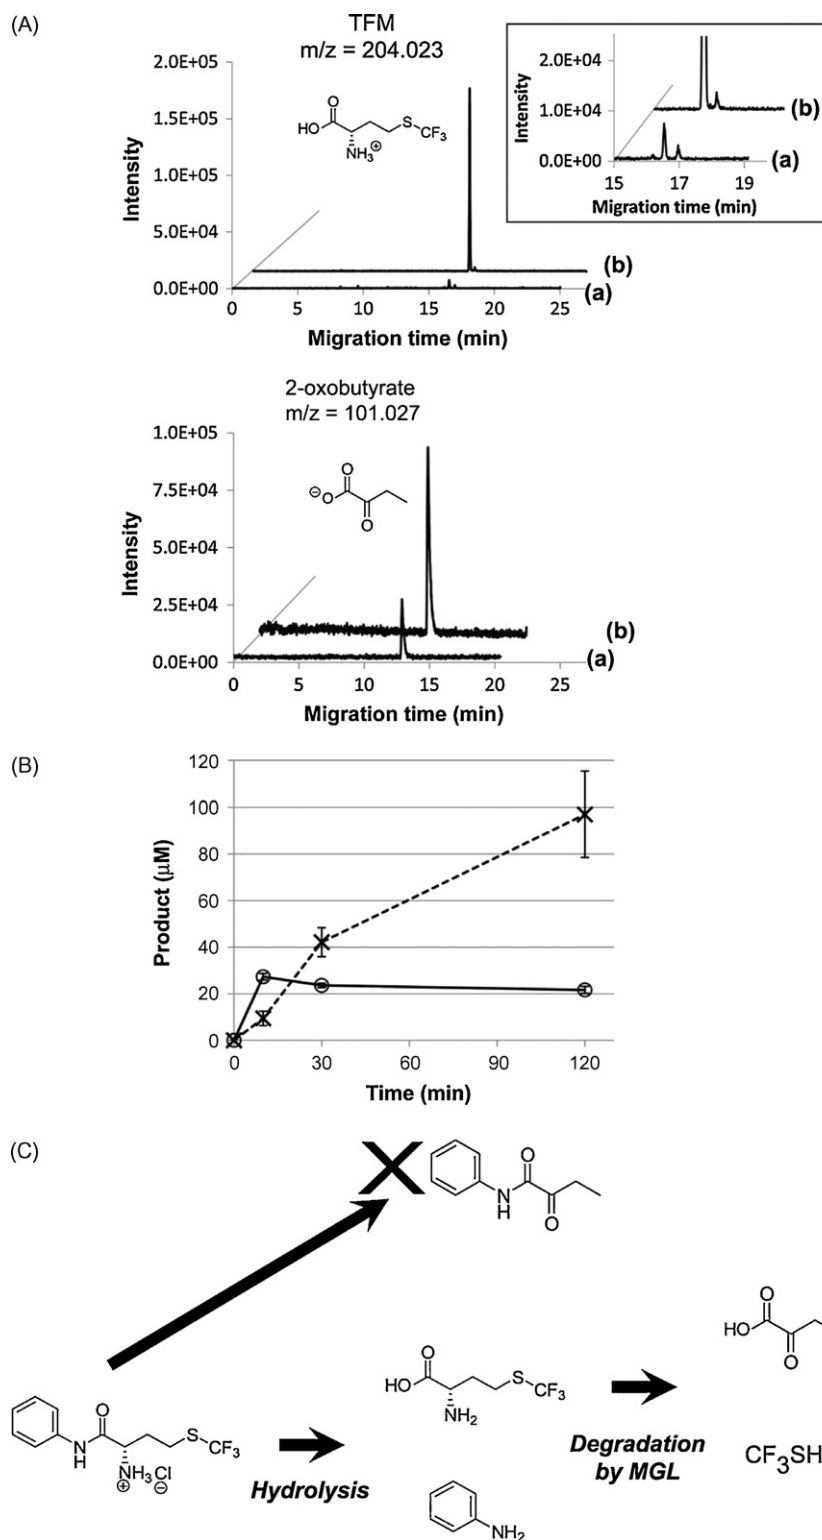 (A)
TFM
m/z = 204.023
2.0E+05
1.5E+05
1.0E+05
5.0E+04
0.0E+00
Intensity
O
HO
S
CF3
NH3
⊕
(b)
(a)
0 5 10 15 20 25
Migration time (min)
2.0E+04
1.0E+04
0.0E+00
Intensity
(b)
(a)
15 17 19
Migration time (min)
2-oxobutyrate
m/z = 101.027
1.0E+05
7.5E+04
5.0E+04
2.5E+04
0.0E+00
Intensity
O
⊖
O
O
(b)
(a)
0 5 10 15 20 25
Migration time (min)
(B)
120
100
80
60
40
20
0
Product (µM)
0 30 60 90 120
Time (min)
(C)
O
N
H
O
O
HO
O
O
HO
S
CF3
NH2
O
N
H
S
CF3
NH3Cl
⊕ ⊖
Hydrolysis
NH2
Degradation
by MGL
CF3SH